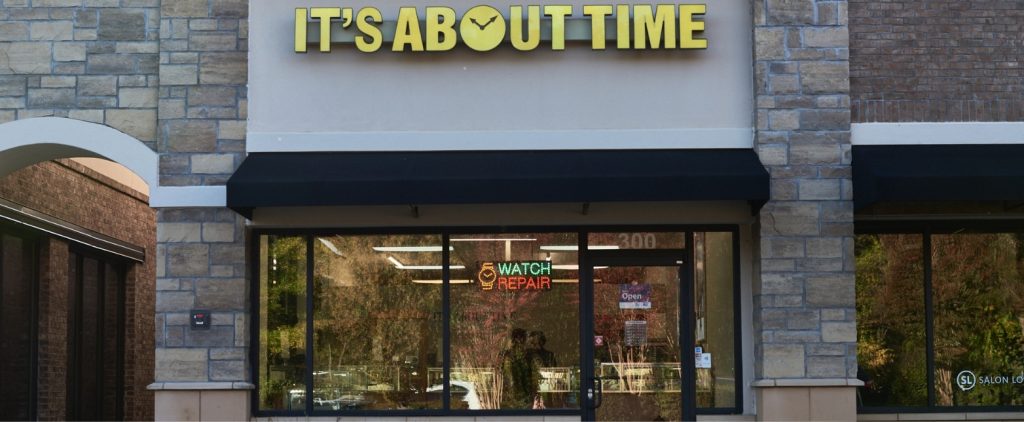 IT'S ABOUT TIME
300
WATCH
REPAIR
Open
SL SALON LO